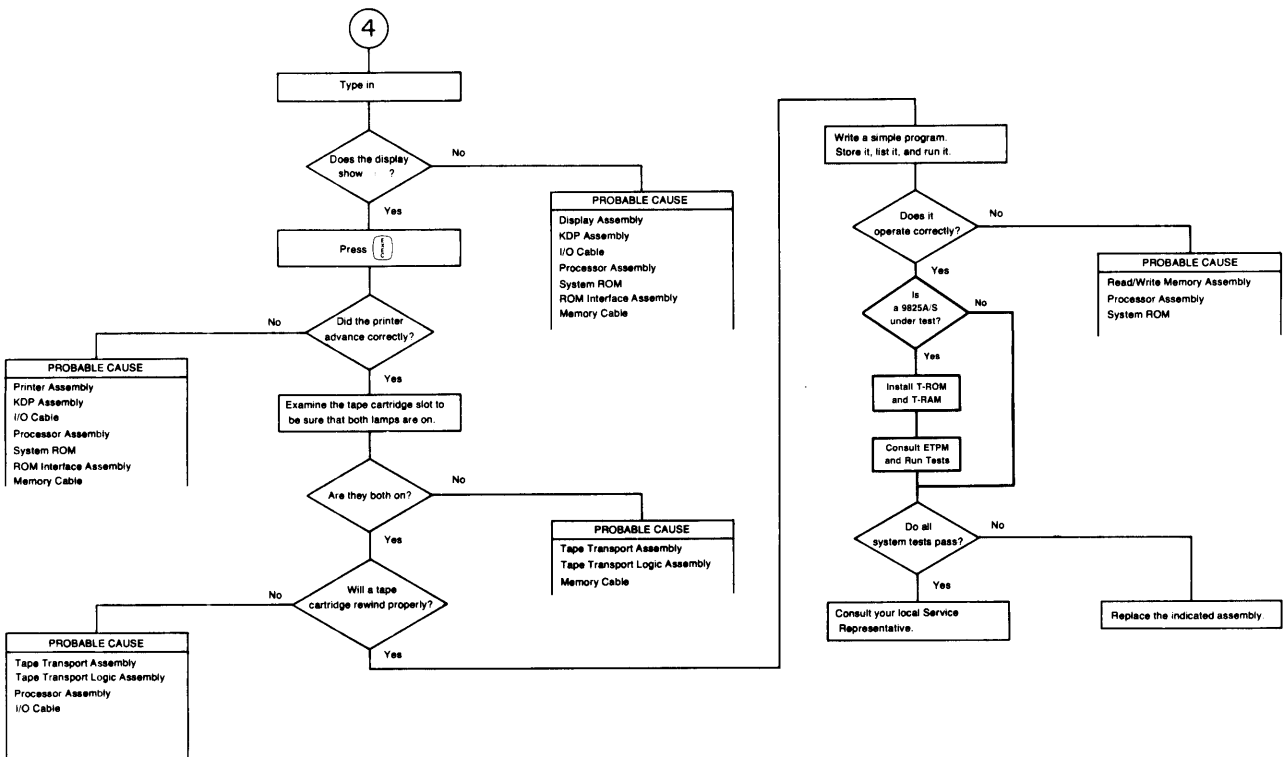 4
Type in
Does the display
show ?
No
Yes
PROBABLE CAUSE
Display Assembly
KDP Assembly
I/O Cable
Processor Assembly
System ROM
ROM Interface Assembly
Memory Cable
Press EXEC
Did the printer
advance correctly?
No
Yes
PROBABLE CAUSE
Printer Assembly
KDP Assembly
I/O Cable
Processor Assembly
System ROM
ROM Interface Assembly
Memory Cable
Examine the tape cartridge slot to
be sure that both lamps are on.
Are they both on?
No
Yes
PROBABLE CAUSE
Tape Transport Assembly
Tape Transport Logic Assembly
Memory Cable
Will a tape
cartridge rewind properly?
No
Yes
PROBABLE CAUSE
Tape Transport Assembly
Tape Transport Logic Assembly
Processor Assembly
I/O Cable
Write a simple program.
Store it, list it, and run it.
Does it
operate correctly?
No
Yes
PROBABLE CAUSE
Read/Write Memory Assembly
Processor Assembly
System ROM
Is
a 9825A/S
under test?
No
Yes
Install T-ROM
and T-RAM
Consult ETPM
and Run Tests
Do all
system tests pass?
No
Yes
Consult your local Service
Representative.
Replace the indicated assembly.